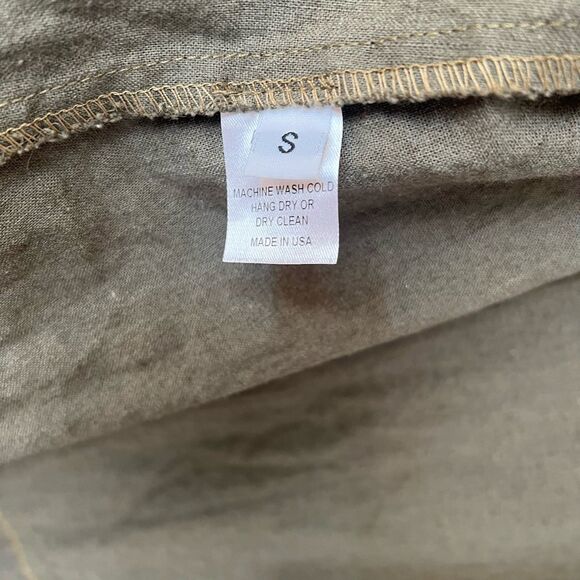 S
MACHINE WASH COLD
HANG DRY OR
DRY CLEAN
MADE IN USA